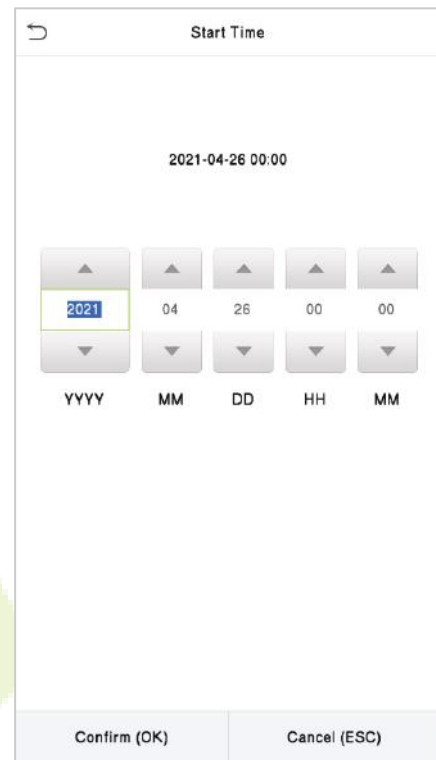 Start Time
2021-04-26 00:00
2021 04 26 00 00
YYYY MM DD HH MM
Confirm (OK) Cancel (ESC)